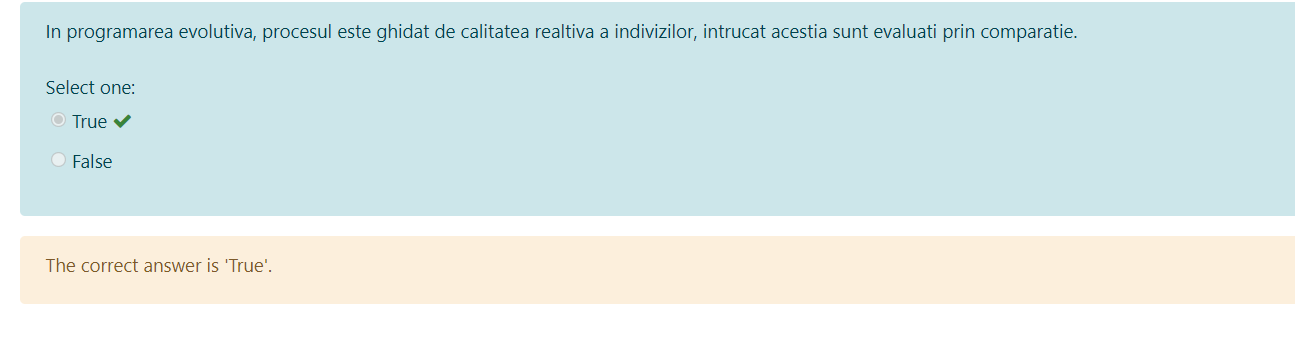 In programarea evolutiva, procesul este ghidat de calitatea realtiva a indivizilor, intrucat acestia sunt evaluati prin comparatie.
Select one:
True
False
The correct answer is 'True'.